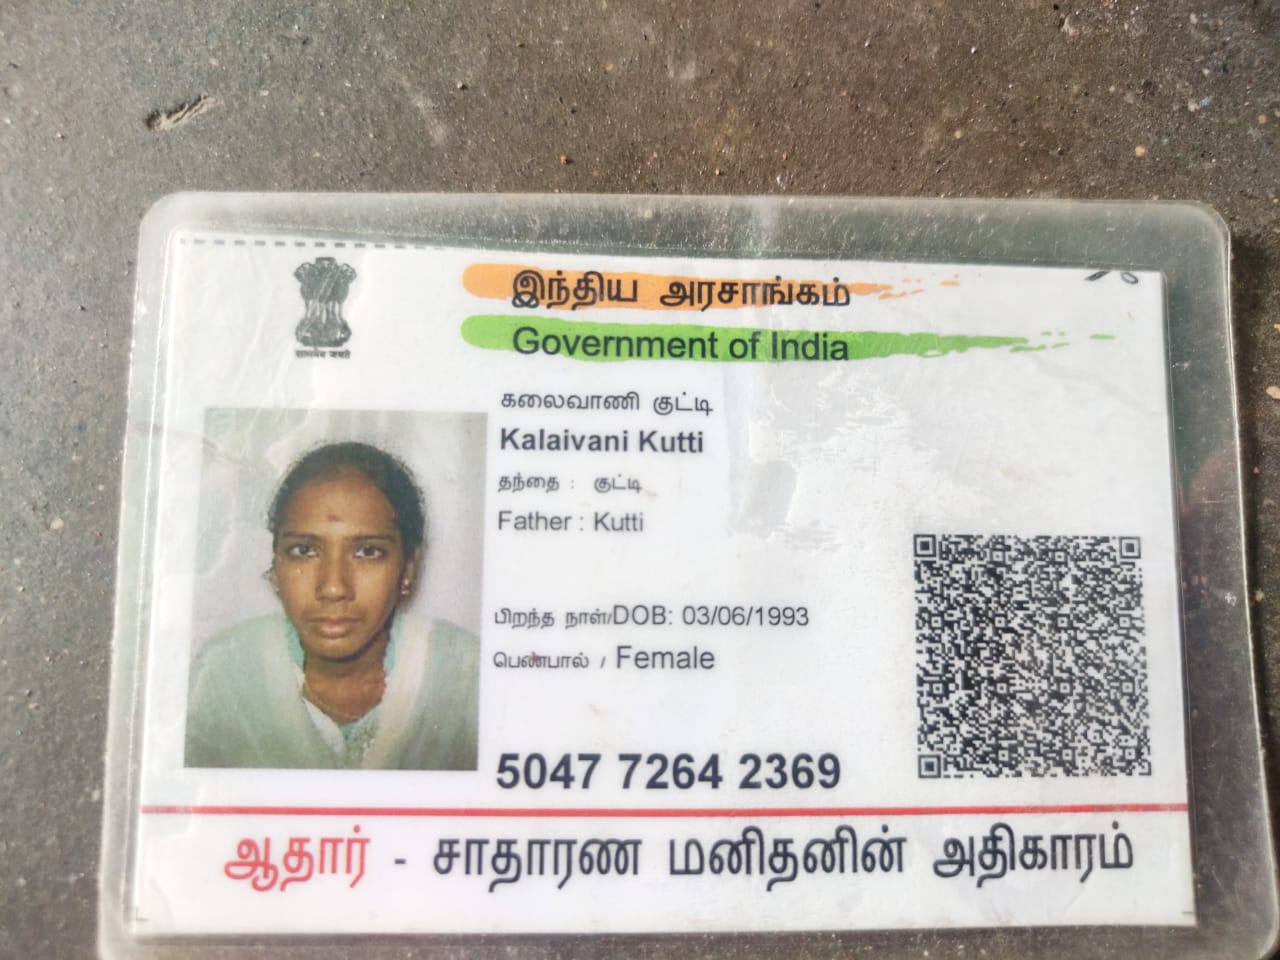 இந்திய அரசாங்கம்
Government of India
सत्यमेव जयते
கலைவாணி குட்டி
Kalaivani Kutti
தந்தை : குட்டி
Father : Kutti
பிறந்த நாள்/DOB: 03/06/1993
பெண்பால் / Female
5047 7264 2369
ஆதார் - சாதாரண மனிதனின் அதிகாரம்